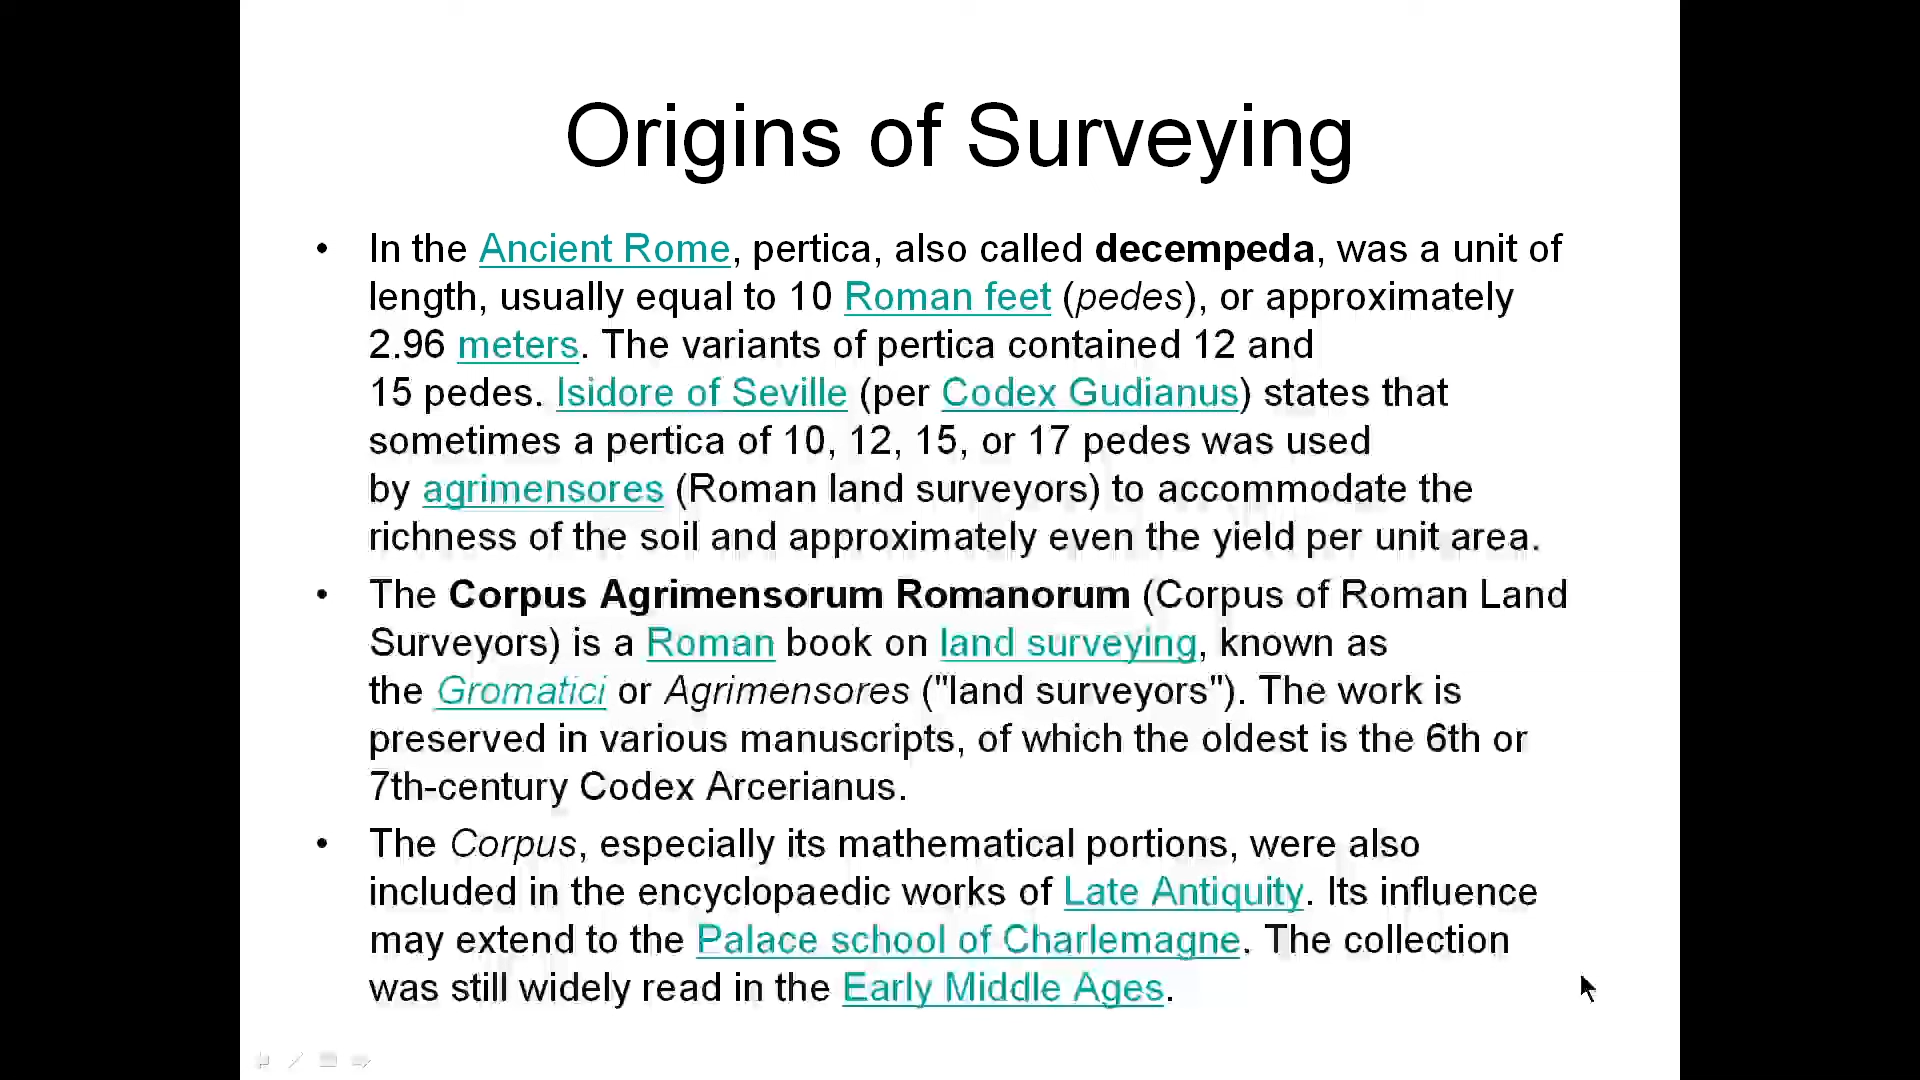 Origins of Surveying
• In the Ancient Rome, pertica, also called decempeda, was a unit of
length, usually equal to 10 Roman feet (pedes), or approximately
2.96 meters. The variants of pertica contained 12 and
15 pedes. Isidore of Seville (per Codex Gudianus) states that
sometimes a pertica of 10, 12, 15, or 17 pedes was used
by agrimensores (Roman land surveyors) to accommodate the
richness of the soil and approximately even the yield per unit area.
• The Corpus Agrimensorum Romanorum (Corpus of Roman Land
Surveyors) is a Roman book on land surveying, known as
the Gromatici or Agrimensores ("land surveyors"). The work is
preserved in various manuscripts, of which the oldest is the 6th or
7th-century Codex Arcerianus.
• The Corpus, especially its mathematical portions, were also
included in the encyclopaedic works of Late Antiquity. Its influence
may extend to the Palace school of Charlemagne. The collection
was still widely read in the Early Middle Ages.